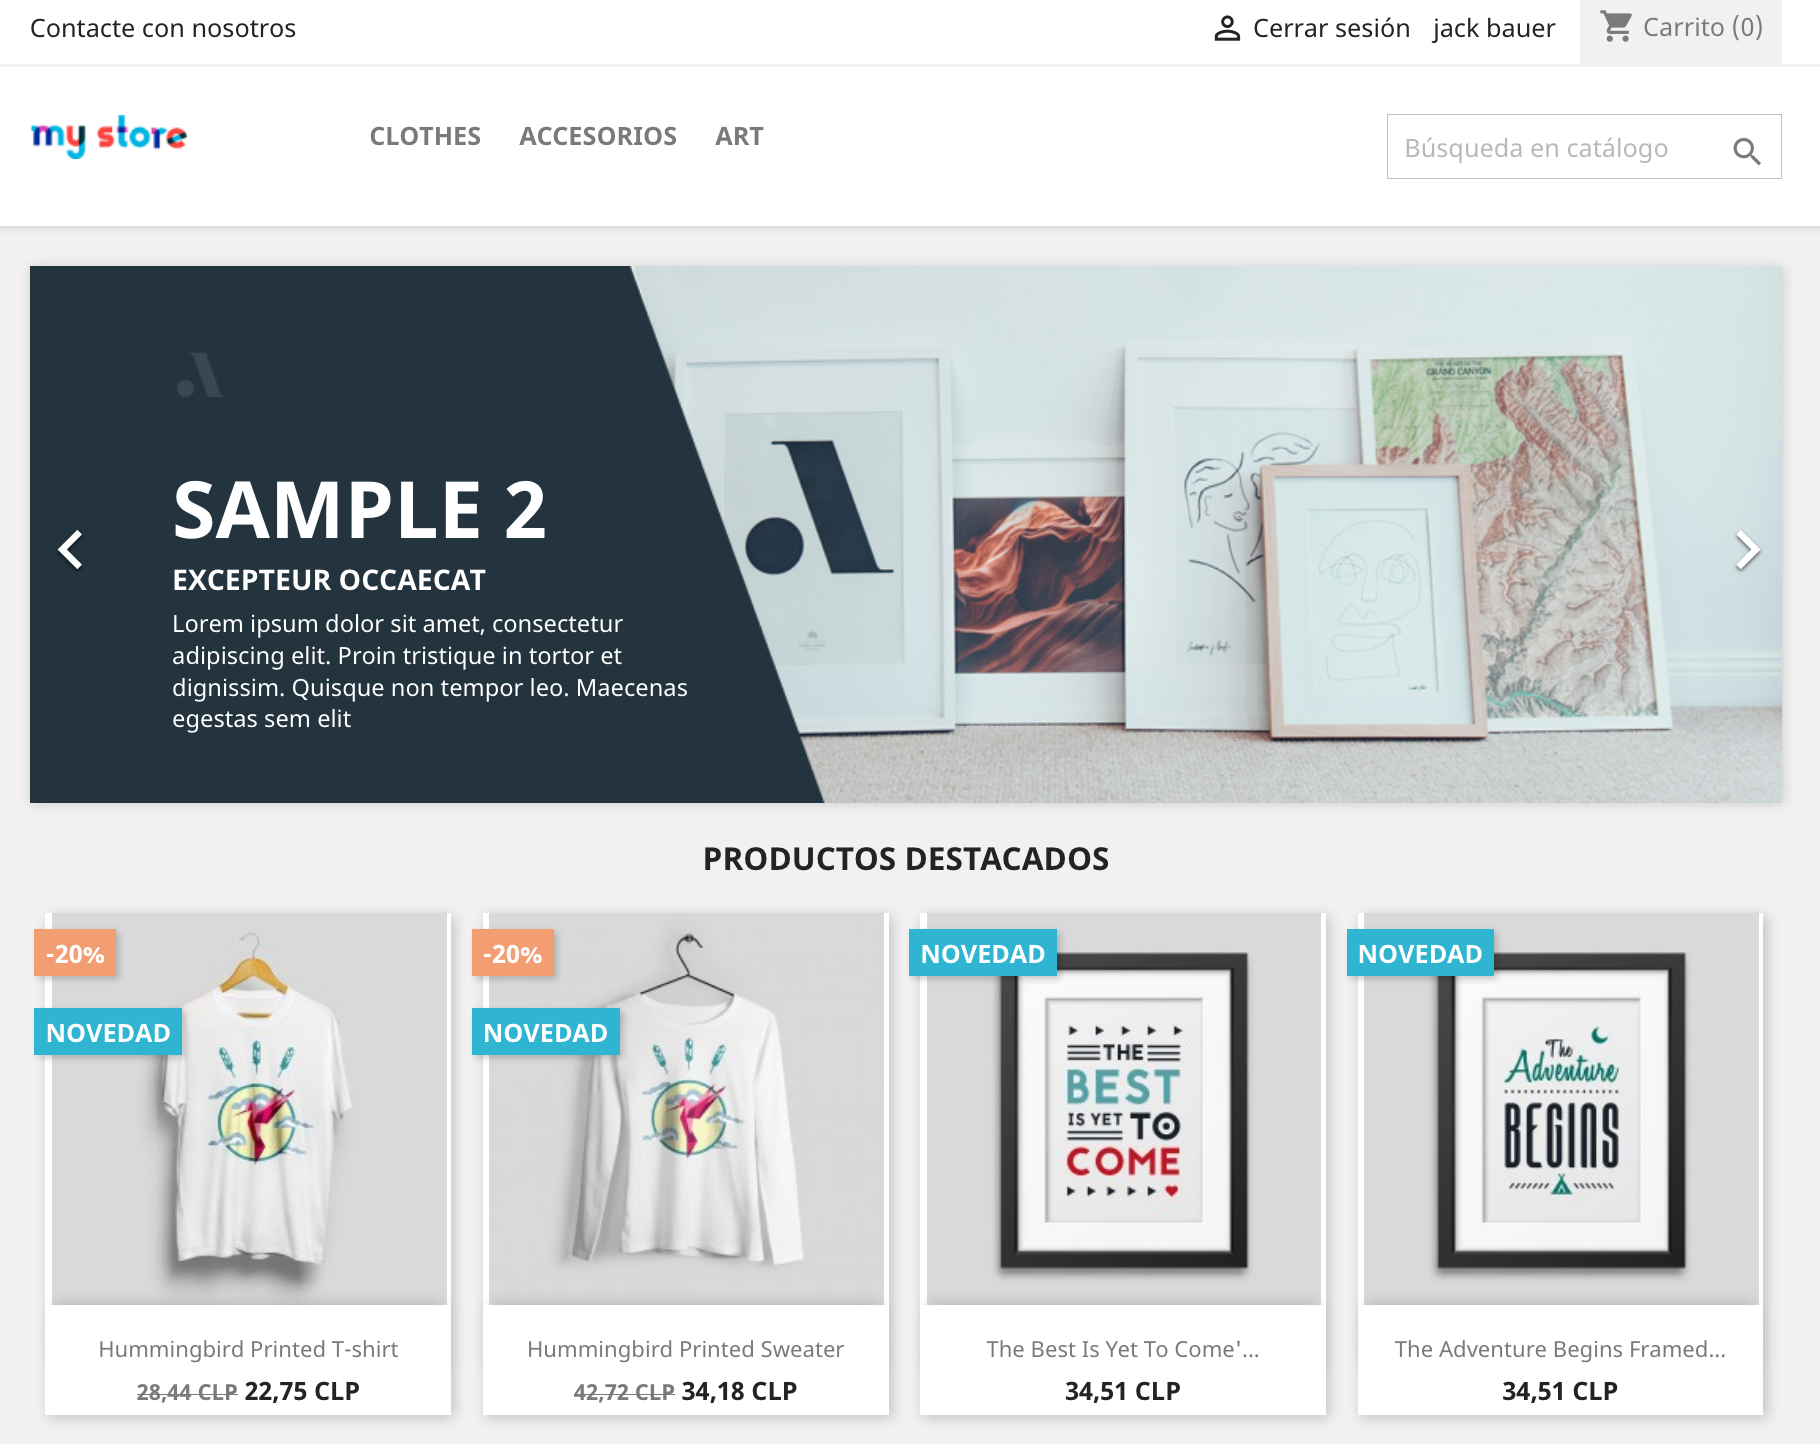 Contacte con nosotros
Cerrar sesión
jack bauer
Carrito (0)
my store
CLOTHES
ACCESORIOS
ART
Búsqueda en catálogo
SAMPLE 2
EXCEPTEUR OCCAECAT
Lorem ipsum dolor sit amet, consectetur
adipiscing elit. Proin tristique in tortor et
dignissim. Quisque non tempor leo. Maecenas
egestas sem elit
GRAND CANYON
PRODUCTOS DESTACADOS
-20%
NOVEDAD
Hummingbird Printed T-shirt
28,44 CLP 22,75 CLP
-20%
NOVEDAD
Hummingbird Printed Sweater
42,72 CLP 34,18 CLP
NOVEDAD
THE
BEST
IS YET TO
COME
The Best Is Yet To Come'...
34,51 CLP
NOVEDAD
The
Adventure
BEGINS
The Adventure Begins Framed...
34,51 CLP